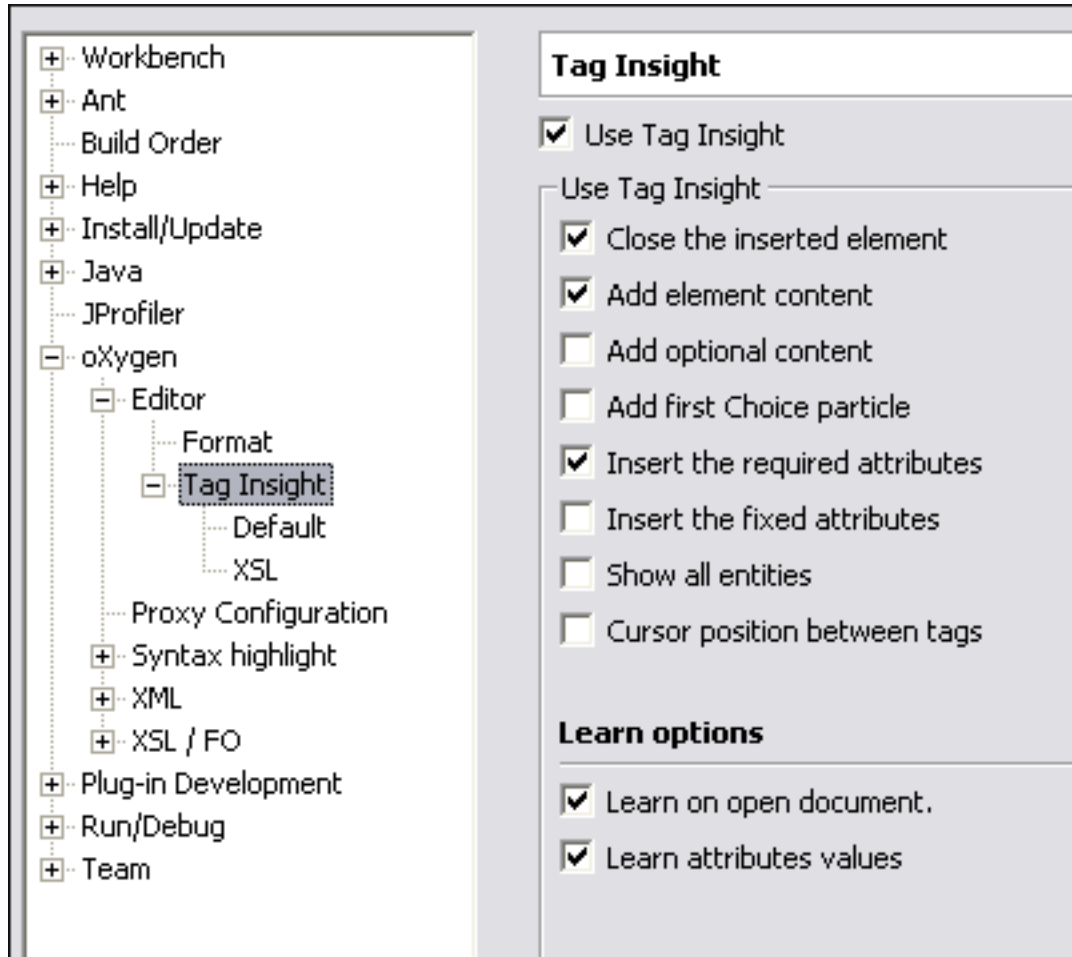 Workbench
Ant
Build Order
Help
Install/Update
Java
JProfiler
oXygen
Editor
Format
Tag Insight
Default
XSL
Proxy Configuration
Syntax highlight
XML
XSL / FO
Plug-in Development
Run/Debug
Team
Tag Insight
Use Tag Insight
Use Tag Insight
Close the inserted element
Add element content
Add optional content
Add first Choice particle
Insert the required attributes
Insert the fixed attributes
Show all entities
Cursor position between tags
Learn options
Learn on open document.
Learn attributes values